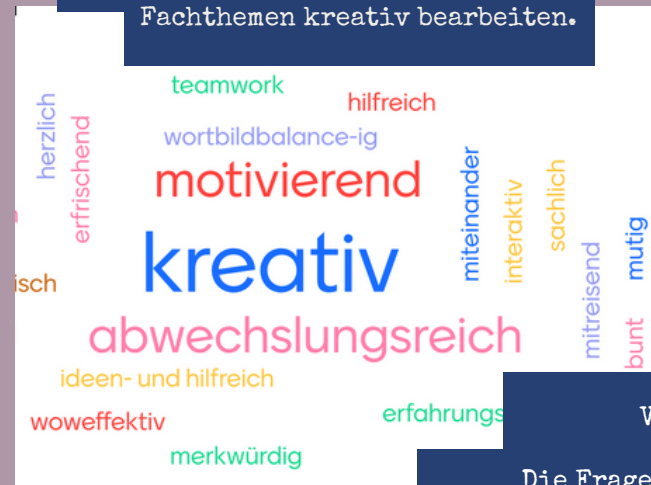 Fachthemen kreativ bearbeiten.
teamwork
hilfreich
herzlich
erfrischend
wortbildbalance-ig
motivierend
miteinander
interaktiv
sachlich
kreativ
mutig
mitreisend
isch
abwechslungsreich
bunt
ideen- und hilfreich
woweffektiv
erfahrungs
merkwürdig
Die Frage